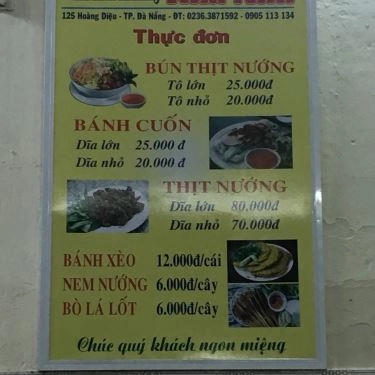 125 Hoàng Diệu - TP. Đà Nẵng - ĐT: 0236.3871592 - 0905 113 134
Thực đơn
BÚN THỊT NƯỚNG
Tô lớn 25.000đ
Tô nhỏ 20.000đ
BÁNH CUỐN
Dĩa lớn 25.000 đ
Dĩa nhỏ 20.000 đ
THỊT NƯỚNG
Dĩa lớn 80.000đ
Dĩa nhỏ 70.000đ
BÁNH XÈO 12.000đ/cái
NEM NƯỚNG 6.000đ/cây
BÒ LÁ LỐT 6.000đ/cây
Chúc quý khách ngon miệng